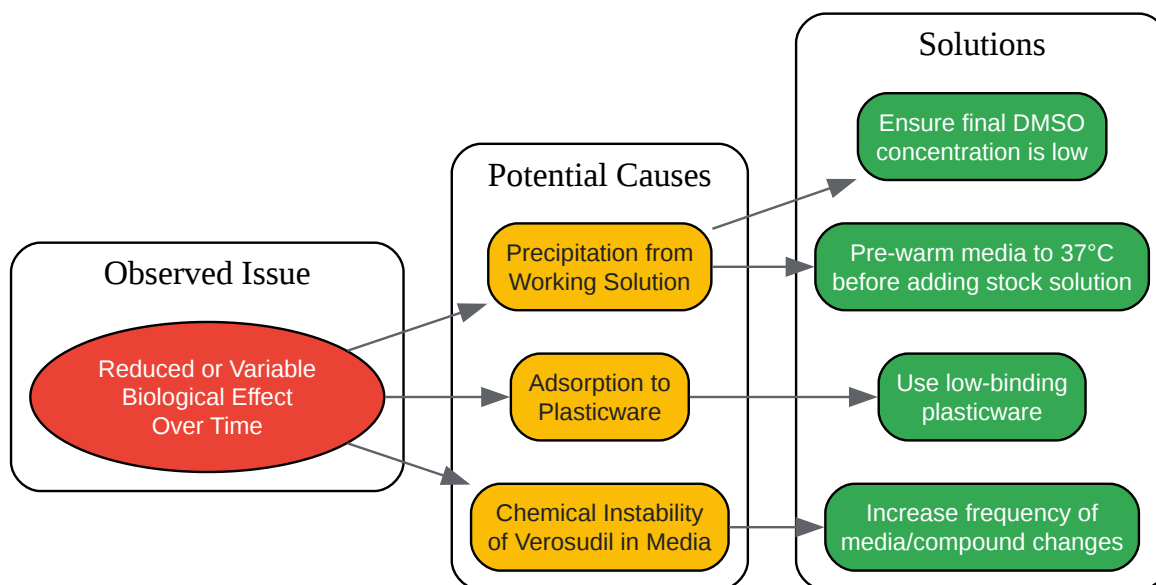 Observed Issue
Reduced or Variable
Biological Effect
Over Time
Potential Causes
Precipitation from
Working Solution
Adsorption to
Plasticware
Chemical Instability
of Verosudil in Media
Solutions
Ensure final DMSO
concentration is low
Pre-warm media to 37°C
before adding stock solution
Use low-binding
plasticware
Increase frequency of
media/compound changes